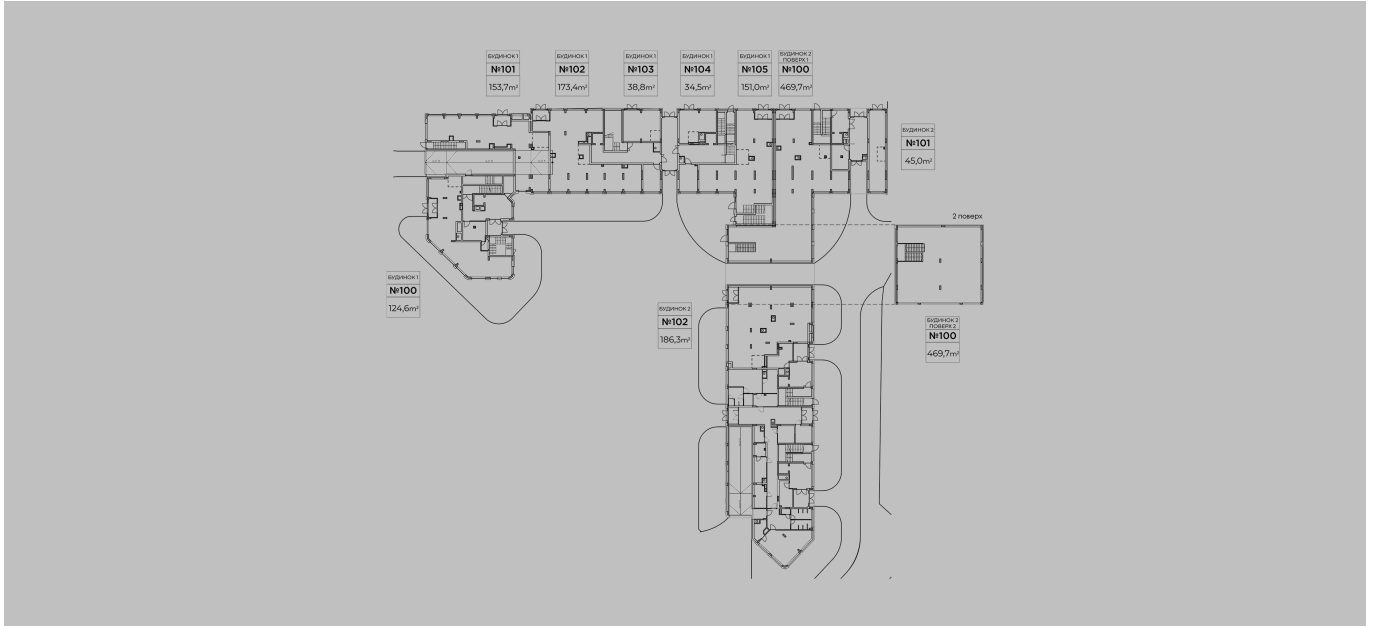 БУДИНОК 1
№101
153,7m²
БУДИНОК 1
№102
173,4m²
БУДИНОК 1
№103
38,8m²
БУДИНОК 1
№104
34,5m²
БУДИНОК 1
№105
151,0m²
БУДИНОК 2
ПОВЕРХ 1
№100
469,7m²
БУДИНОК 2
№101
45,0m²
2 поверх
БУДИНОК 1
№100
124,6m²
БУДИНОК 2
№102
186,3m²
БУДИНОК 2
ПОВЕРХ 2
№100
469,7m²